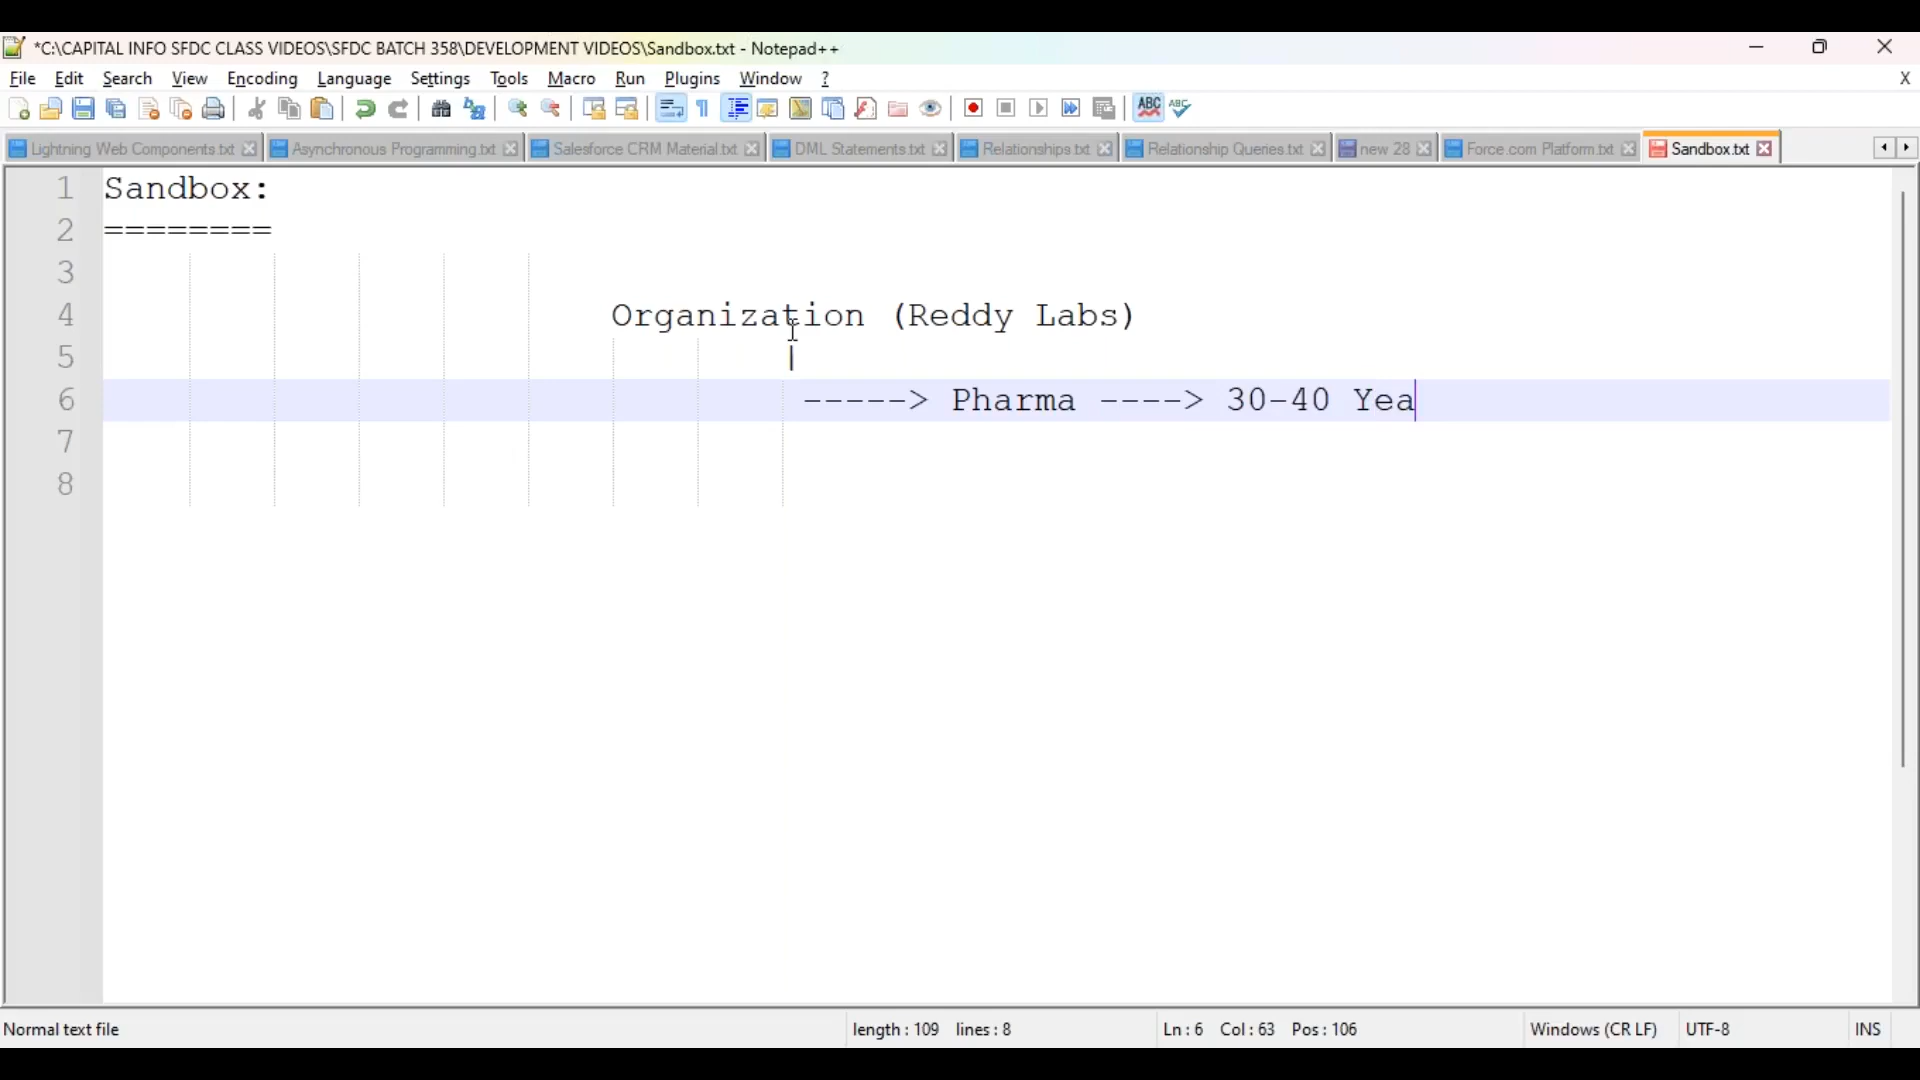 *C:\CAPITAL INFO SFDC CLASS VIDEOS\SFDC BATCH 358\DEVELOPMENT VIDEOS\Sandbox.txt - Notepad++
File Edit Search View Encoding Language Settings Tools Macro Run Plugins Window ? X
ABC ABC
Lightning Web Components.txt Asynchronous Programming.txt Salesforce CRM Material.txt DML Statements.txt Relationships.txt Relationship Queries.txt new 28 Force.com Platform.txt Sandbox.txt
1 Sandbox:
2 ========
3
4 Organization (Reddy Labs)
5 |
6 -----> Pharma ----> 30-40 Yea
7
8
Normal text file length : 109 lines : 8 Ln : 6 Col : 63 Pos : 106 Windows (CR LF) UTF-8 INS